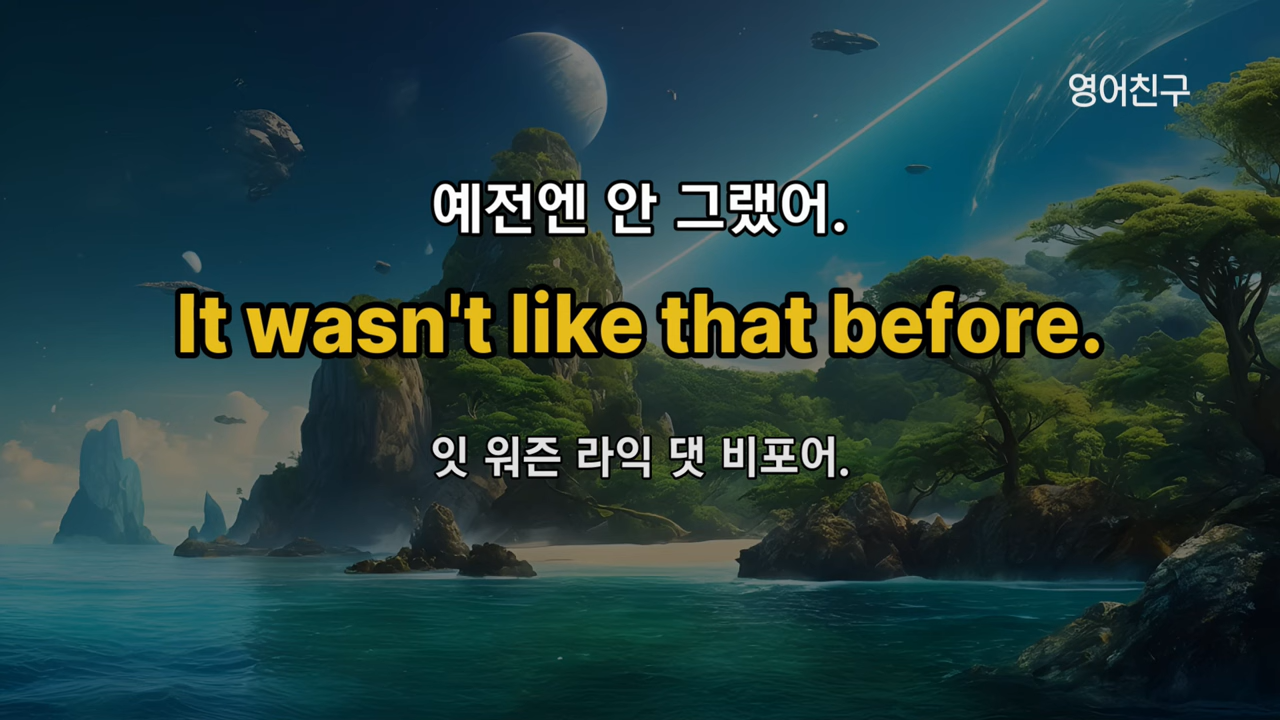 영어친구
예전엔 안 그랬어.
It wasn't like that before.
잇 워즌 라익 댓 비포어.